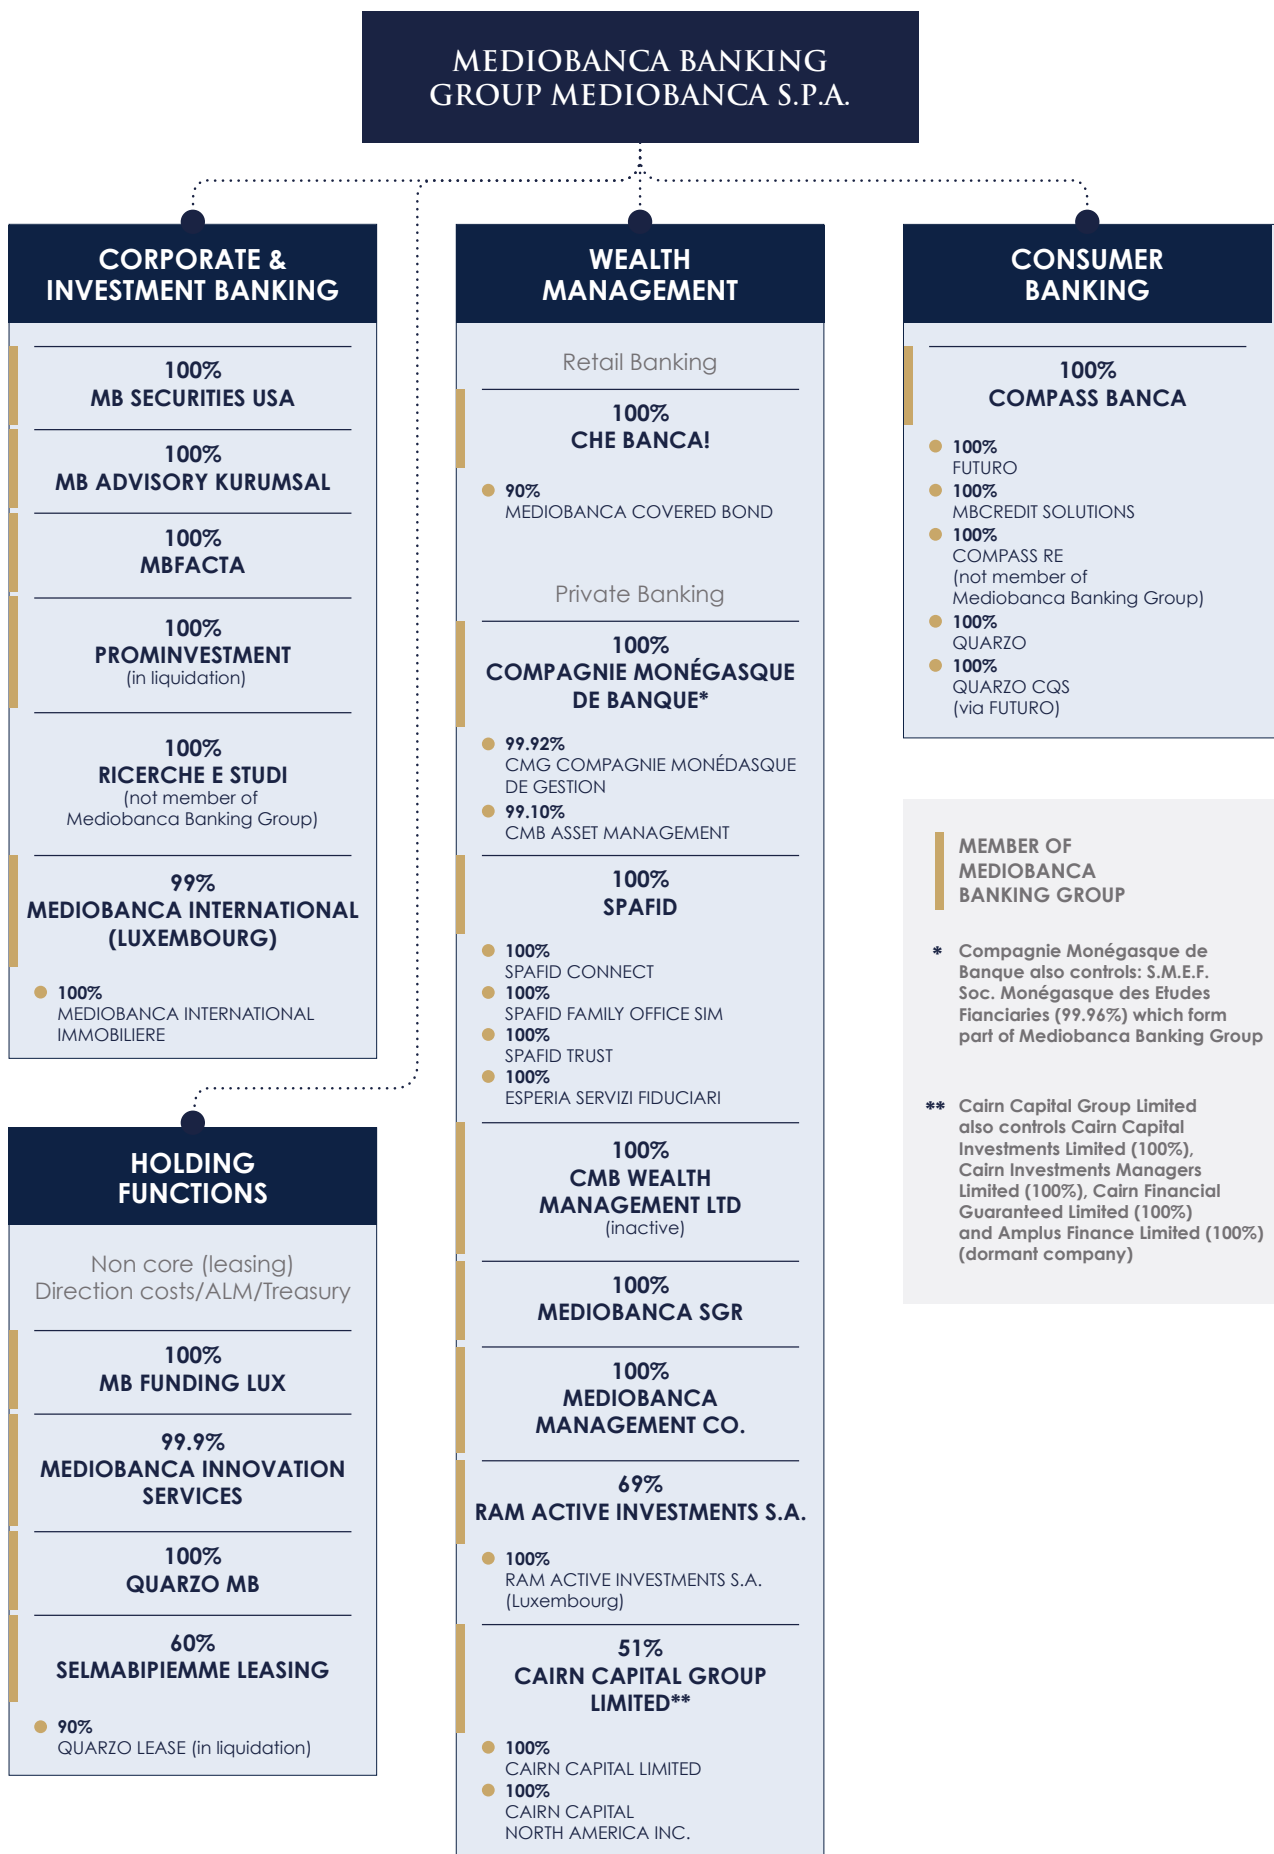 MEDIOBANCA BANKING
GROUP MEDIOBANCA S.P.A.
CORPORATE &
INVESTMENT BANKING
100%
MB SECURITIES USA
100%
MB ADVISORY KURUMSAL
100%
MBFACTA
100%
PROMINVESTMENT
(in liquidation)
100%
RICERCHE E STUDI
(not member of
Mediobanca Banking Group)
99%
MEDIOBANCA INTERNATIONAL
(LUXEMBOURG)
100%
MEDIOBANCA INTERNATIONAL
IMMOBILIERE
HOLDING
FUNCTIONS
Non core (leasing)
Direction costs/ALM/Treasury
100%
MB FUNDING LUX
99.9%
MEDIOBANCA INNOVATION
SERVICES
100%
QUARZO MB
60%
SELMABIPIEMME LEASING
90%
QUARZO LEASE (in liquidation)
WEALTH
MANAGEMENT
Retail Banking
100%
CHE BANCA!
90%
MEDIOBANCA COVERED BOND
Private Banking
100%
COMPAGNIE MONÉGASQUE
DE BANQUE*
99.92%
CMG COMPAGNIE MONÉDASQUE
DE GESTION
99.10%
CMB ASSET MANAGEMENT
100%
SPAFID
100%
SPAFID CONNECT
100%
SPAFID FAMILY OFFICE SIM
100%
SPAFID TRUST
100%
ESPERIA SERVIZI FIDUCIARI
100%
CMB WEALTH
MANAGEMENT LTD
(inactive)
100%
MEDIOBANCA SGR
100%
MEDIOBANCA
MANAGEMENT CO.
69%
RAM ACTIVE INVESTMENTS S.A.
100%
RAM ACTIVE INVESTMENTS S.A.
(Luxembourg)
51%
CAIRN CAPITAL GROUP
LIMITED**
100%
CAIRN CAPITAL LIMITED
100%
CAIRN CAPITAL
NORTH AMERICA INC.
CONSUMER
BANKING
100%
COMPASS BANCA
100%
FUTURO
100%
MBCREDIT SOLUTIONS
100%
COMPASS RE
(not member of
Mediobanca Banking Group)
100%
QUARZO
100%
QUARZO CQS
(via FUTURO)
MEMBER OF
MEDIOBANCA
BANKING GROUP
* Compagnie Monégasque de
Banque also controls: S.M.E.F.
Soc. Monégasque des Etudes
Fianciaries (99.96%) which form
part of Mediobanca Banking Group
** Cairn Capital Group Limited
also controls Cairn Capital
Investments Limited (100%),
Cairn Investments Managers
Limited (100%), Cairn Financial
Guaranteed Limited (100%)
and Amplus Finance Limited (100%)
(dormant company)